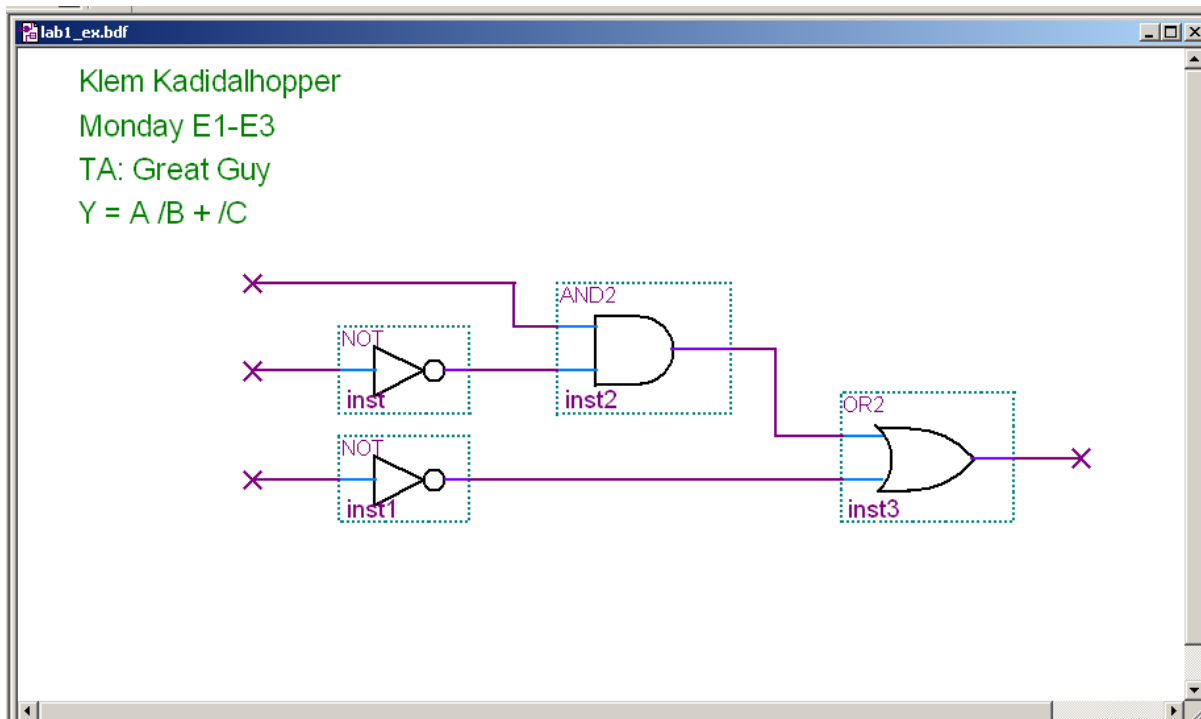 lab1_ex.bdf
Klem Kadidalhopper
Monday E1-E3
TA: Great Guy
Y = A /B + /C
AND2
NOT
inst
inst2
OR2
NOT
inst1
inst3